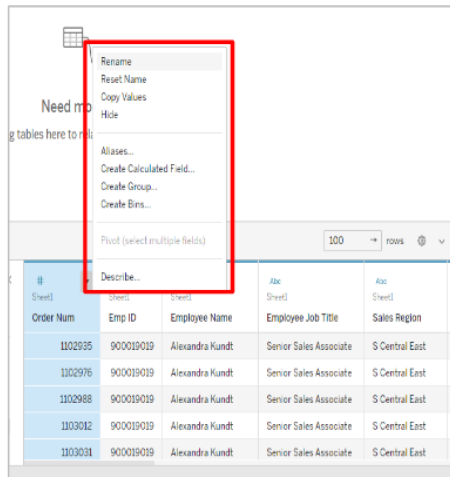 Rename
Reset Name
Copy Values
Hide
Need mo
g tables here to rel
Aliases...
Create Calculated Field...
Create Group...
Create Bins...
Pivot (select multiple fields)
100 → rows
Describe...
# Abc Abc
Sheet1 Sheet1 Sheet1 Sheet1 Sheet1
Order Num Emp ID Employee Name Employee Job Title Sales Region
1102935 900019019 Alexandra Kundt Senior Sales Associate S Central East
1102976 900019019 Alexandra Kundt Senior Sales Associate S Central East
1102988 900019019 Alexandra Kundt Senior Sales Associate S Central East
1103012 900019019 Alexandra Kundt Senior Sales Associate S Central East
1103031 900019019 Alexandra Kundt Senior Sales Associate S Central East